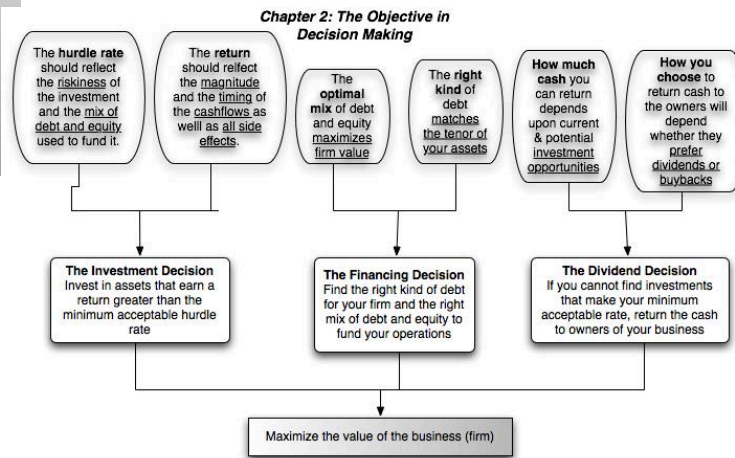 Chapter 2: The Objective in
Decision Making
The hurdle rate
should reflect
the riskiness of
the investment
and the mix of
debt and equity
used to fund it.
The return
should relfect
the magnitude
and the timing of
the cashflows as
welll as all side
effects.
The
optimal
mix of debt
and equity
maximizes
firm value
The right
kind of
debt
matches
the tenor of
your assets
How much
cash you
can return
depends
upon current
& potential
investment
opportunities
How you
choose to
return cash to
the owners will
depend
whether they
prefer
dividends or
buybacks
The Investment Decision
Invest in assets that earn a
return greater than the
minimum acceptable hurdle
rate
The Financing Decision
Find the right kind of debt
for your firm and the right
mix of debt and equity to
fund your operations
The Dividend Decision
If you cannot find investments
that make your minimum
acceptable rate, return the cash
to owners of your business
Maximize the value of the business (firm)